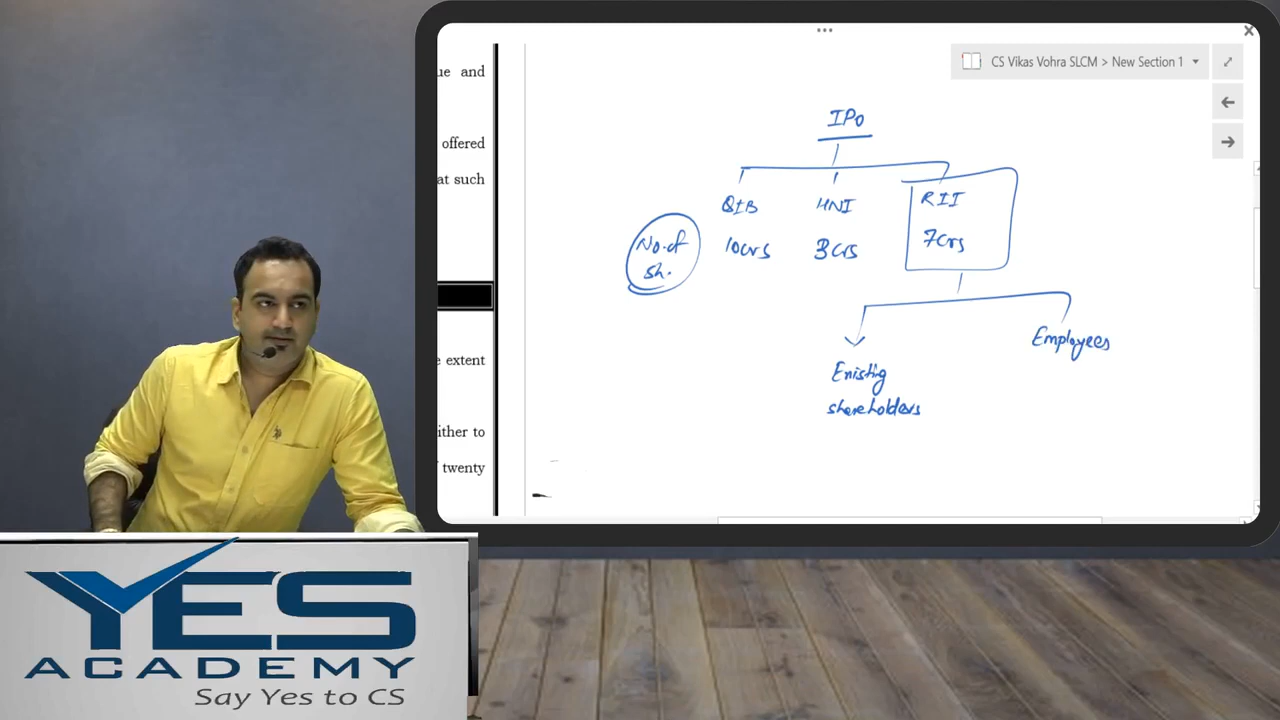 ue and
offered
at such
e extent
ither to
twenty
CS Vikas Vohra SLCM > New Section 1
IPO
QIB HNI RII
No. of sh. 10crs 3crs 7crs
Existing shareholders
Employees
YES
ACADEMY
Say Yes to CS